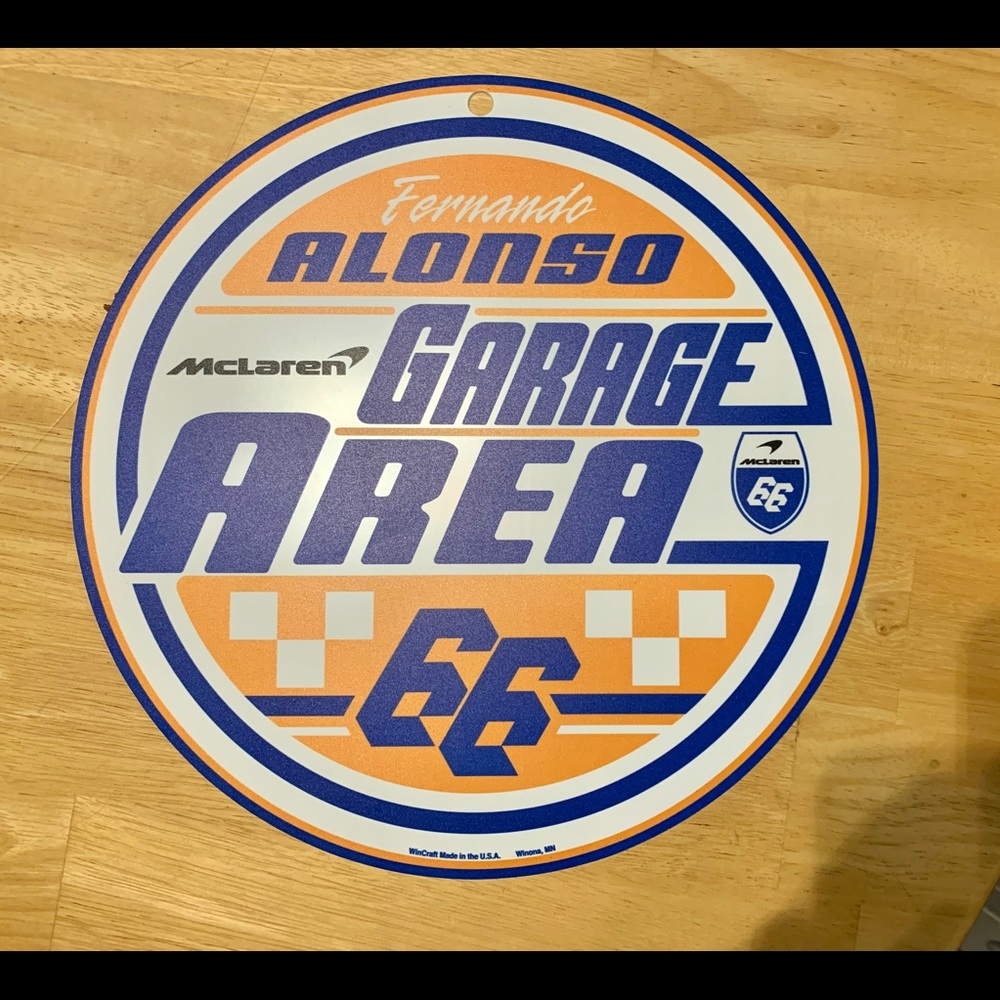 Fernando
ALONSO
McLaren
GARAGE
AREA
McLaren
66
66
WinCraft Made in the U.S.A. Winona, MN